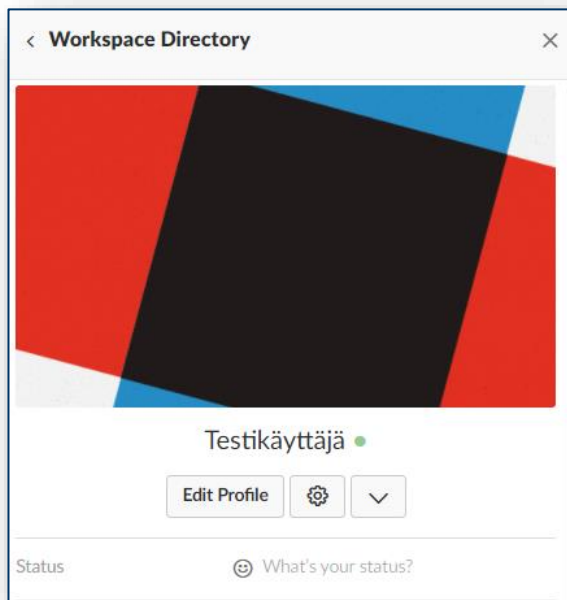 Workspace Directory
Testikäyttäjä
Edit Profile
Status What's your status?